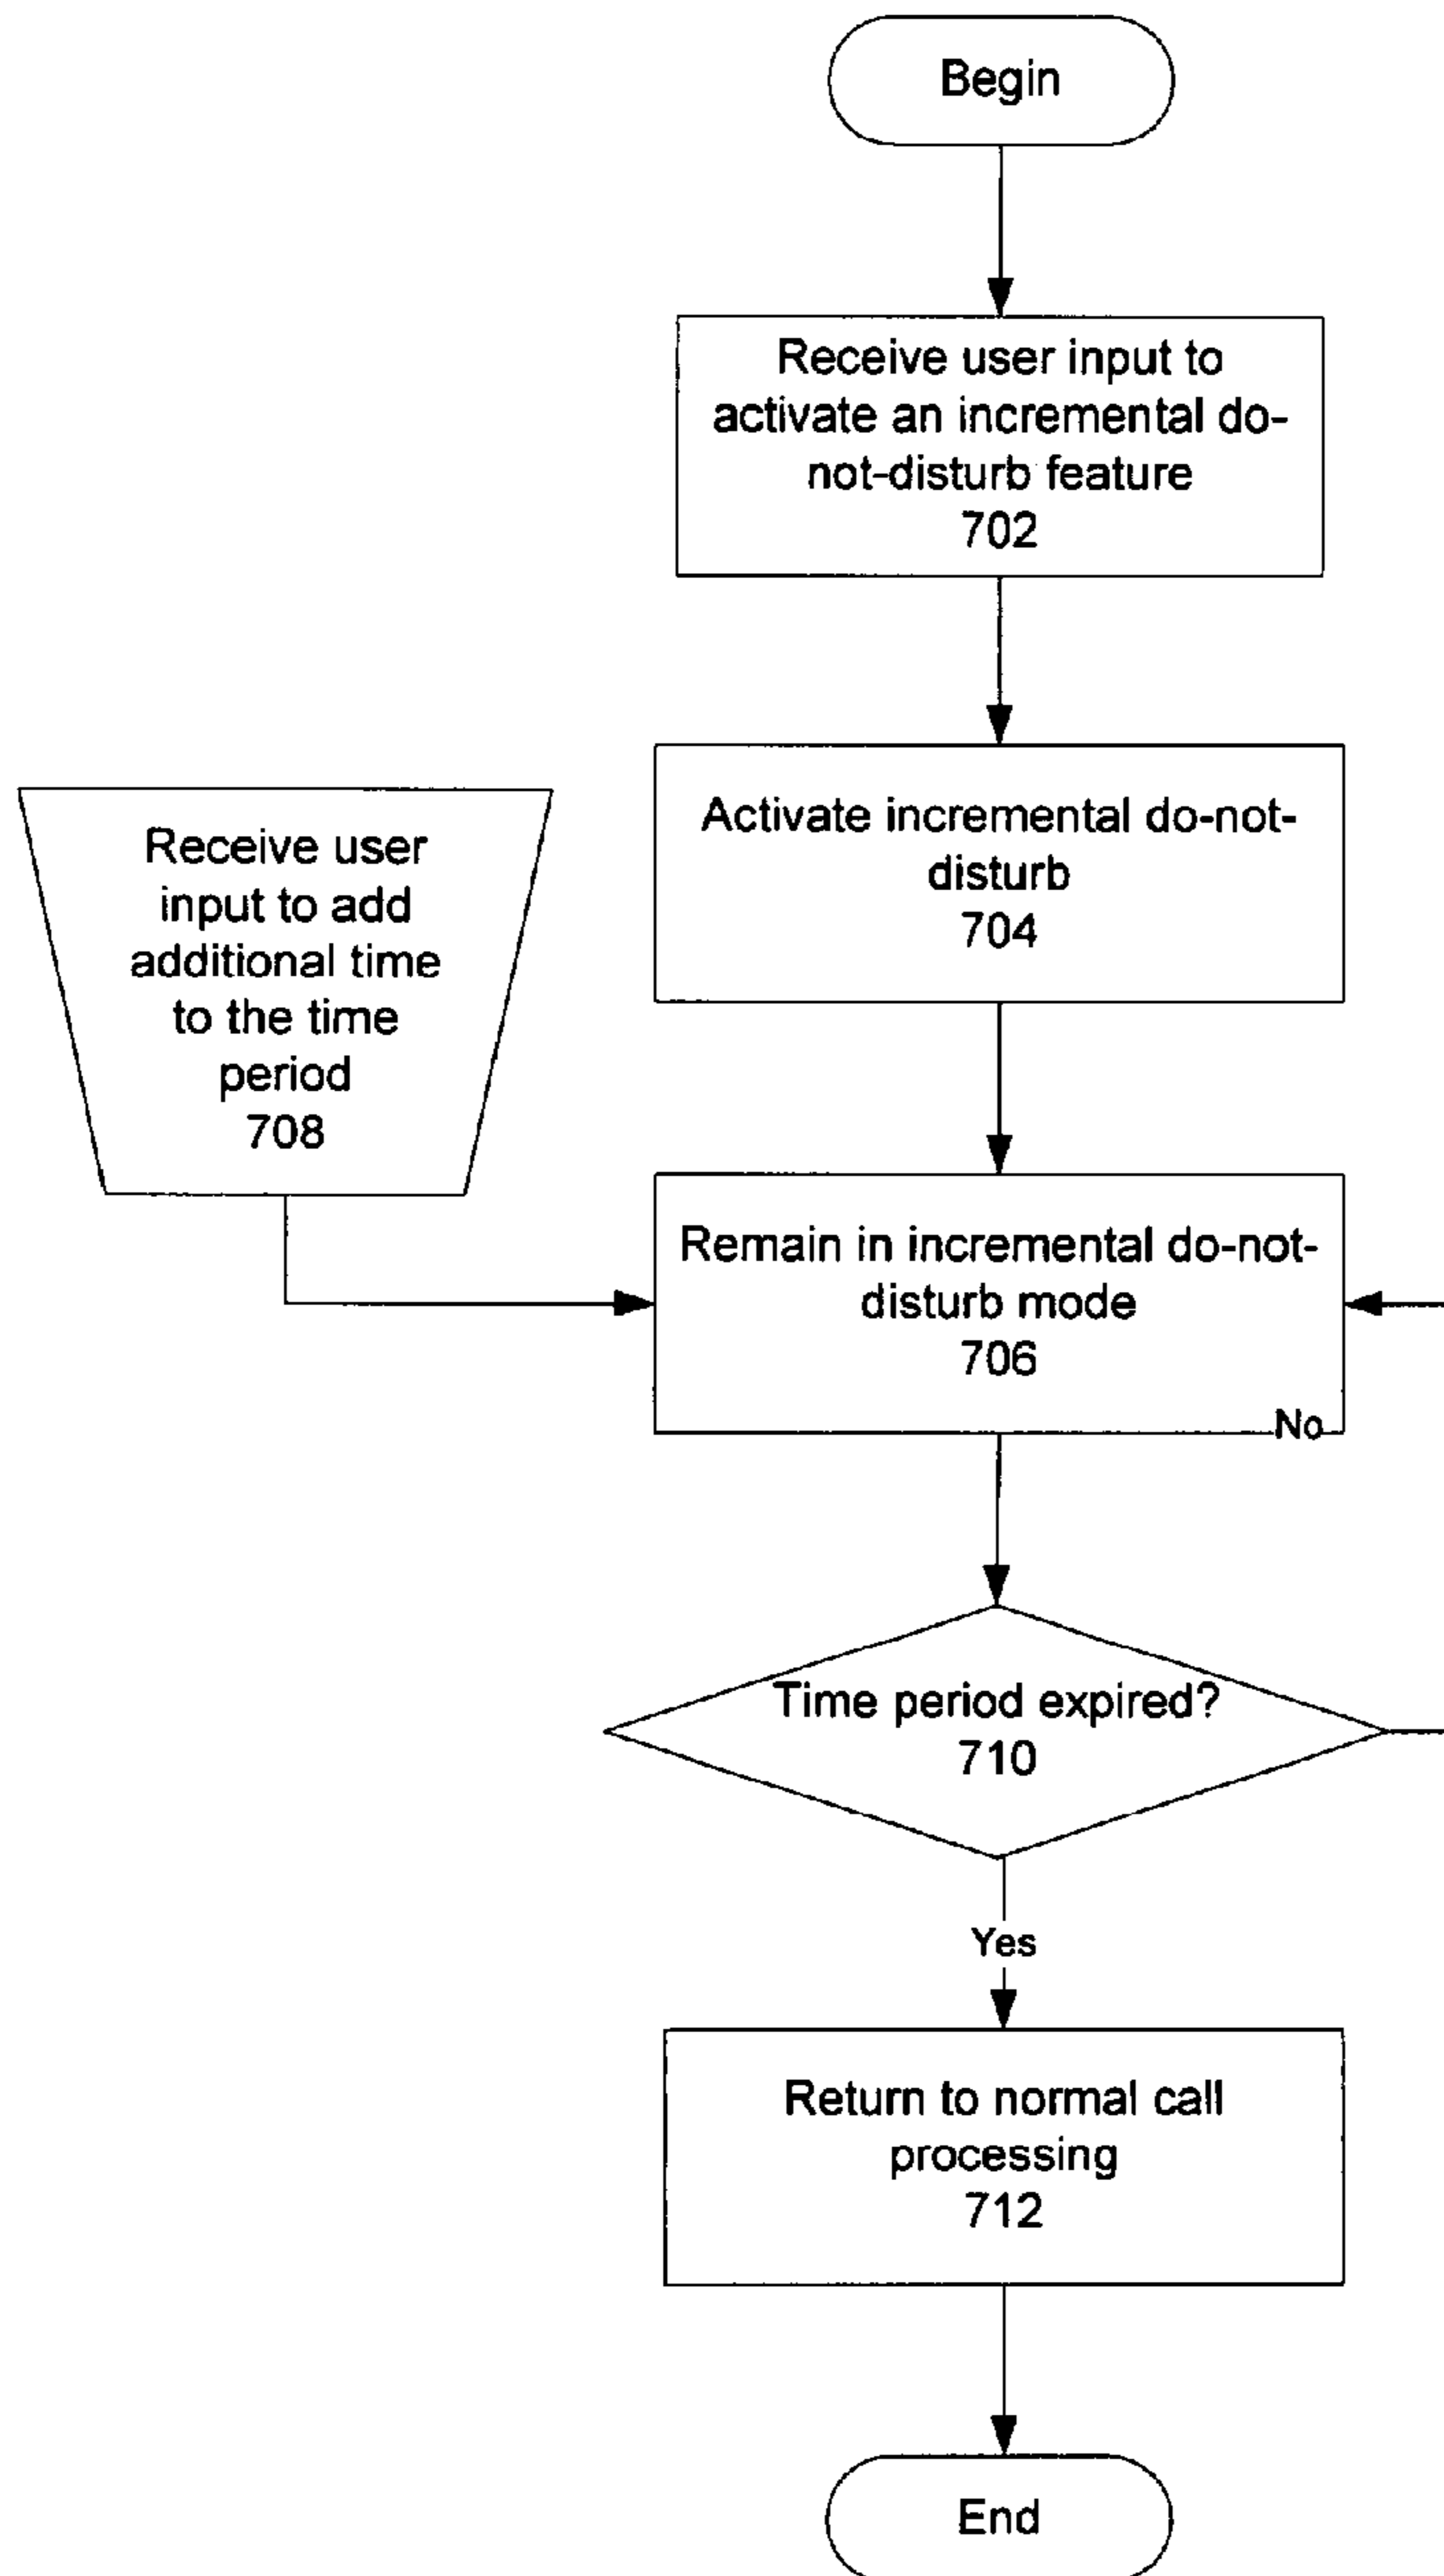 Begin
Receive user input to
activate an incremental do-
not-disturb feature
702
Activate incremental do-not-
disturb
704
Receive user
input to add
additional time
to the time
period
708
Remain in incremental do-not-
disturb mode
706
No
Time period expired?
710
Yes
Return to normal call
processing
712
End